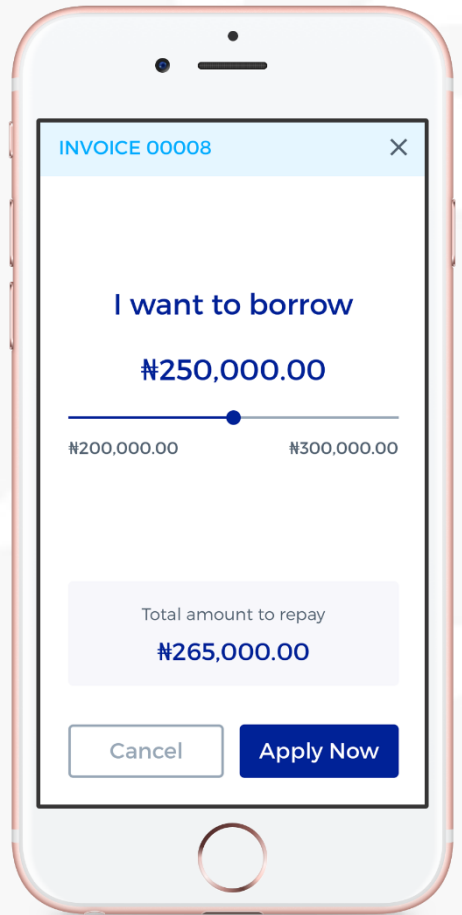 INVOICE 00008
I want to borrow
₦250,000.00
₦200,000.00 ₦300,000.00
Total amount to repay
₦265,000.00
Cancel Apply Now